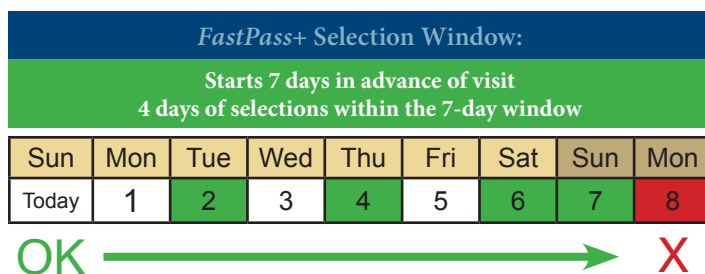 FastPass+ Selection Window:
Starts 7 days in advance of visit
4 days of selections within the 7-day window
Sun Mon Tue Wed Thu Fri Sat Sun Mon
Today 1 2 3 4 5 6 7 8
OK X